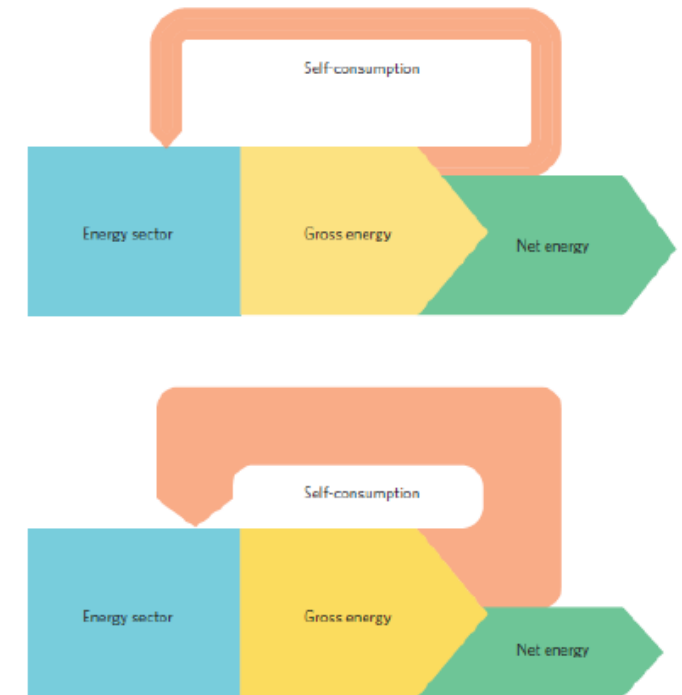 Self-consumption
Energy sector
Gross energy
Net energy
Self-consumption
Energy sector
Gross energy
Net energy